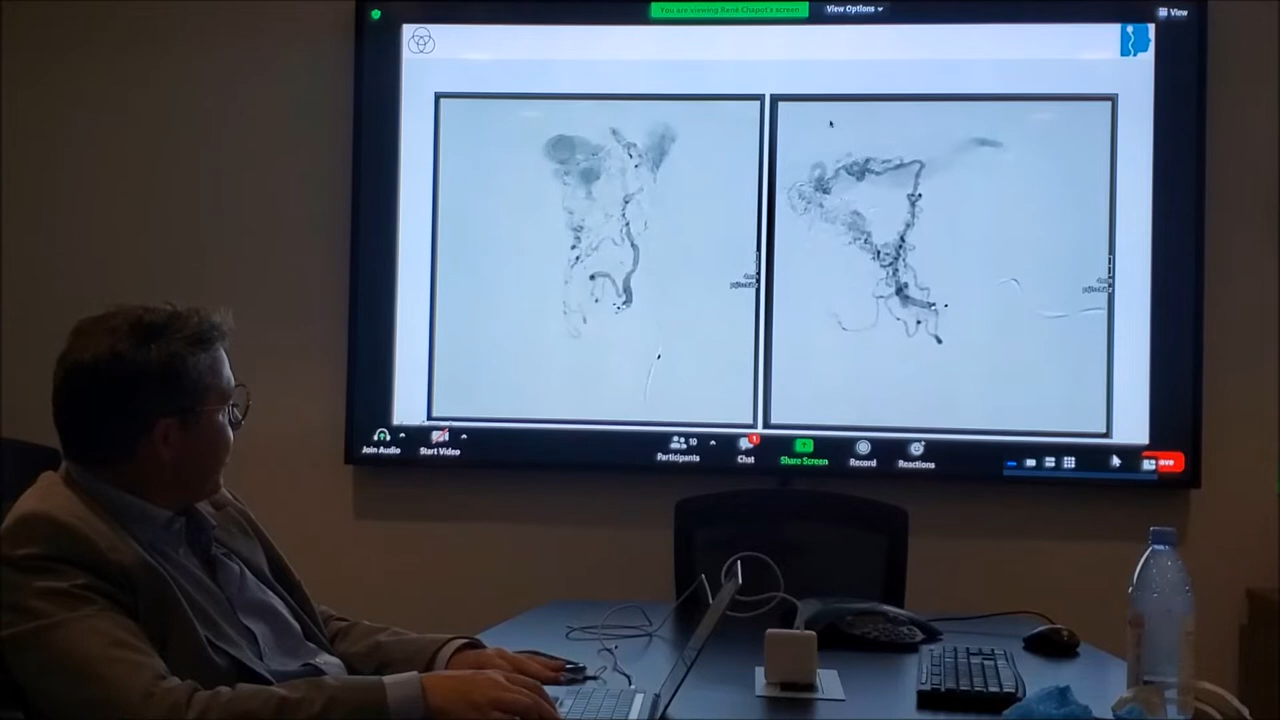 You are viewing René Chapot's screen
View Options
View
Join Audio
Start Video
Participants
10
Chat
1
Share Screen
Record
Reactions